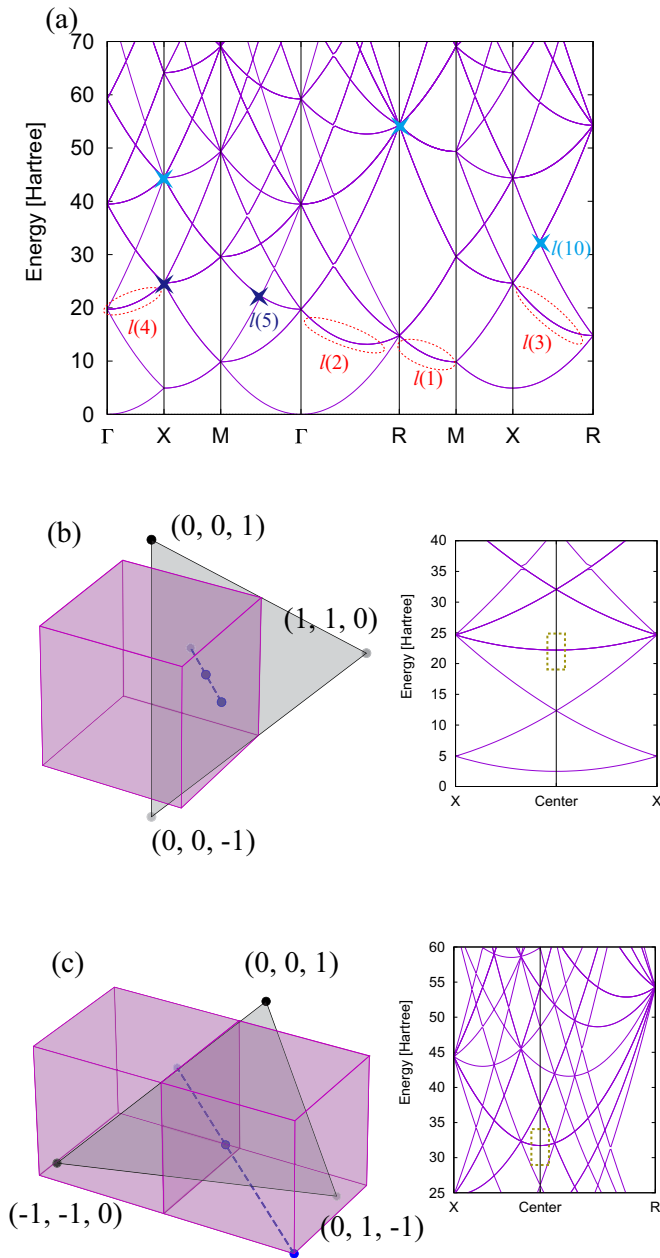 (a)
70
60
50
40
30
20
10
0
Energy [Hartree]
l(4)
l(5)
l(2)
l(1)
l(3)
l(10)
Γ X M Γ R M X R
(b)
(0, 0, 1)
(1, 1, 0)
(0, 0, -1)
40
35
30
25
20
15
10
5
0
Energy [Hartree]
X Center X
(c)
(0, 0, 1)
(-1, -1, 0)
(0, 1, -1)
60
55
50
45
40
35
30
25
Energy [Hartree]
X Center R